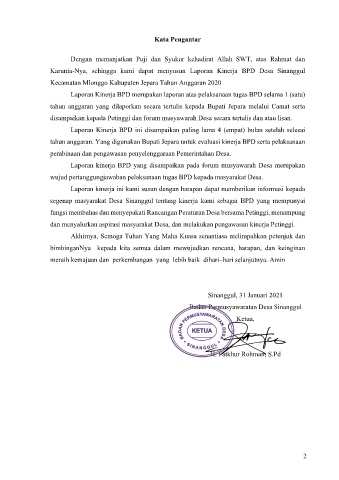 Kata Pengantar
Dengan memanjatkan Puji dan Syukur kehadirat Allah SWT, atas Rahmat dan
Karunia-Nya, sehingga kami dapat menyusun Laporan Kinerja BPD Desa Sinanggul
Kecamatan Mlonggo Kabupaten Jepara Tahun Anggaran 2020
Laporan Kinerja BPD merupakan laporan atas pelaksanaan tugas BPD selama 1 (satu)
tahun anggaran yang dilaporkan secara tertulis kepada Bupati Jepara melalui Camat serta
disampaikan kepada Petinggi dan forum musyawarah Desa secara tertulis dan atau lisan.
Laporan Kinerja BPD ini disampaikan paling lama 4 (empat) bulan setelah selesai
tahun anggaran. Yang digunakan Bupati Jepara untuk evaluasi kinerja BPD serta pelaksanaan
pembinaan dan pengawasan penyelenggaraan Pemerintahan Desa.
Laporan kinerja BPD yang disampaikan pada forum musyawarah Desa merupakan
wujud pertanggungjawaban pelaksanaan tugas BPD kepada masyarakat Desa.
Laporan kinerja ini kami susun dengan harapan dapat memberikan informasi kepada
segenap masyarakat Desa Sinanggul tentang kinerja kami sebagai BPD yang mempunyai
fungsi membahas dan menyepakati Rancangan Peraturan Desa bersama Petinggi, menampung
dan menyalurkan aspirasi masyarakat Desa, dan melakukan pengawasan kinerja Petinggi.
Akhirnya, Semoga Tuhan Yang Maha Kuasa senantiasa melimpahkan petunjuk dan
bimbinganNya kepada kita semua dalam mewujudkan rencana, harapan, dan keinginan
meraih kemajuan dan perkembangan yang lebih baik dihari-hari selanjutnya. Amin
Sinanggul, 31 Januari 2021
Badan Permusyawaratan Desa Sinanggul
Ketua,
BADAN PERMUSYAWARATAN DESA
KETUA
SINANGGUL
Rohman, S.Pd
2